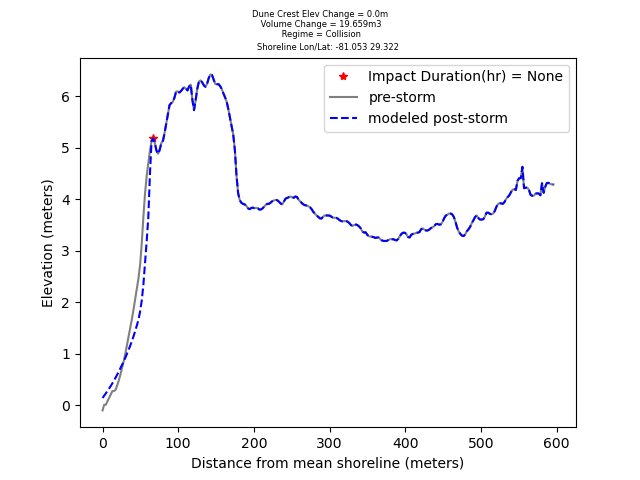 Dune Crest Elev Change = 0.0m
Volume Change = 19.659m3
Regime = Collision
Shoreline Lon/Lat: -81.053 29.322
Impact Duration(hr) = None
pre-storm
modeled post-storm
Elevation (meters)
6
5
4
3
2
1
0
0 100 200 300 400 500 600
Distance from mean shoreline (meters)